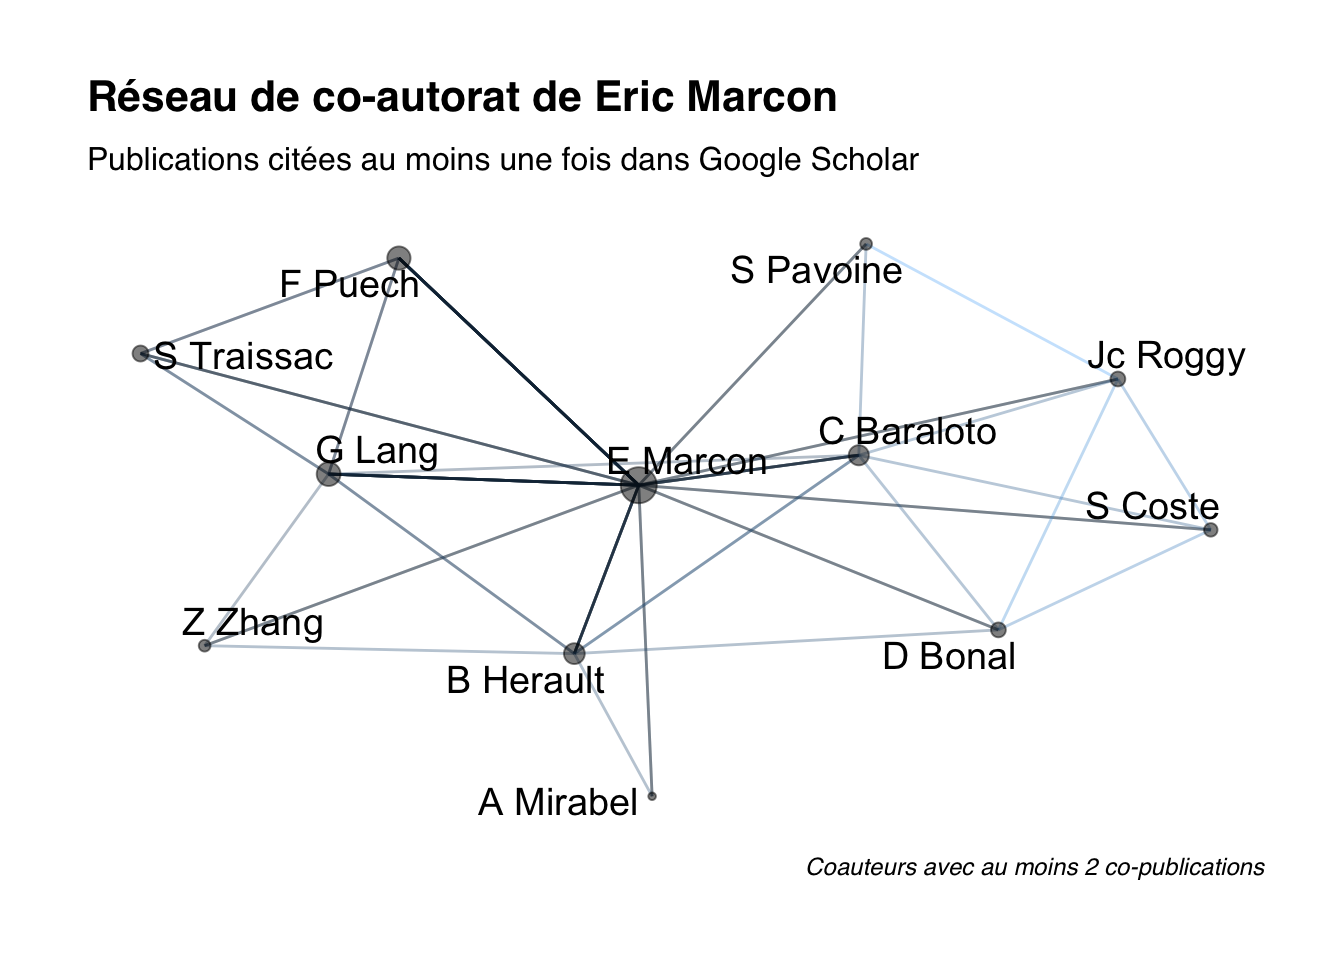 Réseau de co-autorat de Eric Marcon
Publications citées au moins une fois dans Google Scholar
S Pavoine
F Puech
S Traissac
Jc Roggy
C Baraloto
G Lang
E Marcon
S Coste
Z Zhang
D Bonal
B Herault
A Mirabel
Coauteurs avec au moins 2 co-publications